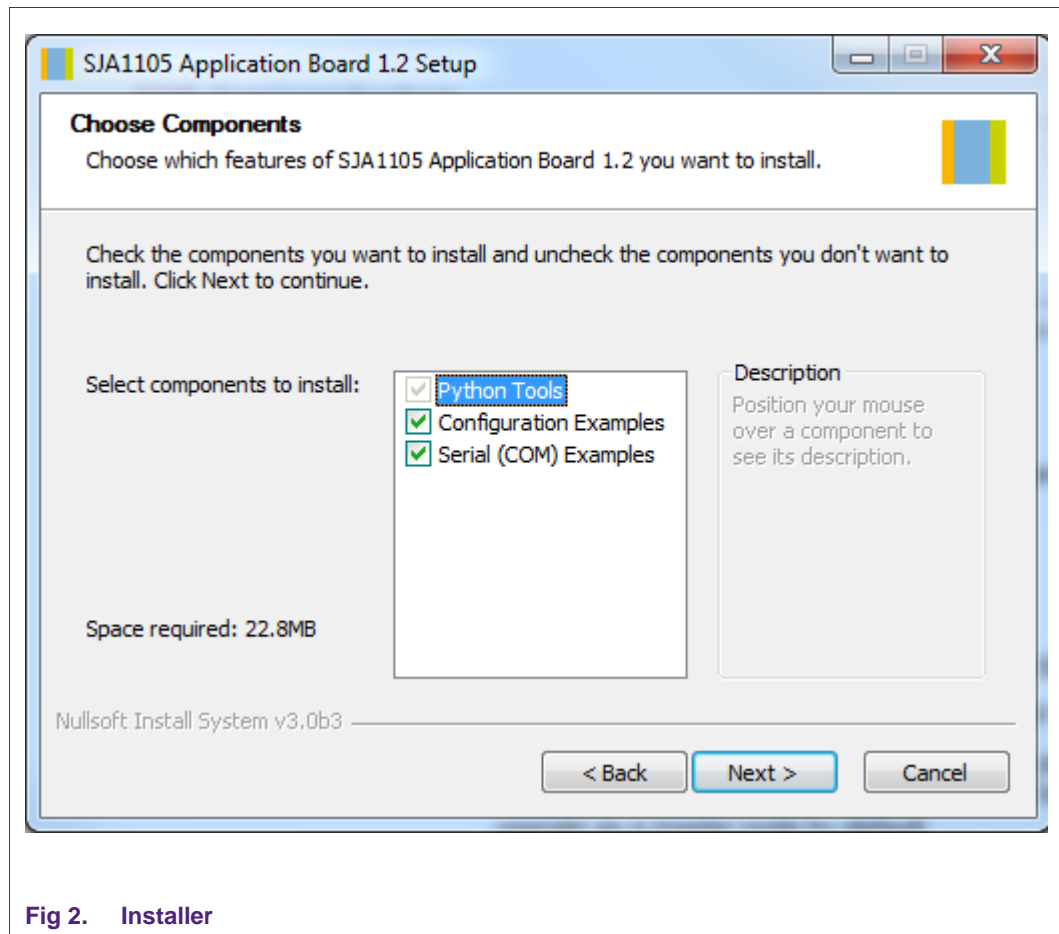 SJA1105 Application Board 1.2 Setup
Choose Components
Choose which features of SJA1105 Application Board 1.2 you want to install.
Check the components you want to install and uncheck the components you don't want to
install. Click Next to continue.
Select components to install:
Python Tools
Configuration Examples
Serial (COM) Examples
Description
Position your mouse
over a component to
see its description.
Space required: 22.8MB
Nullsoft Install System v3.0b3
< Back
Next >
Cancel
Fig 2. Installer